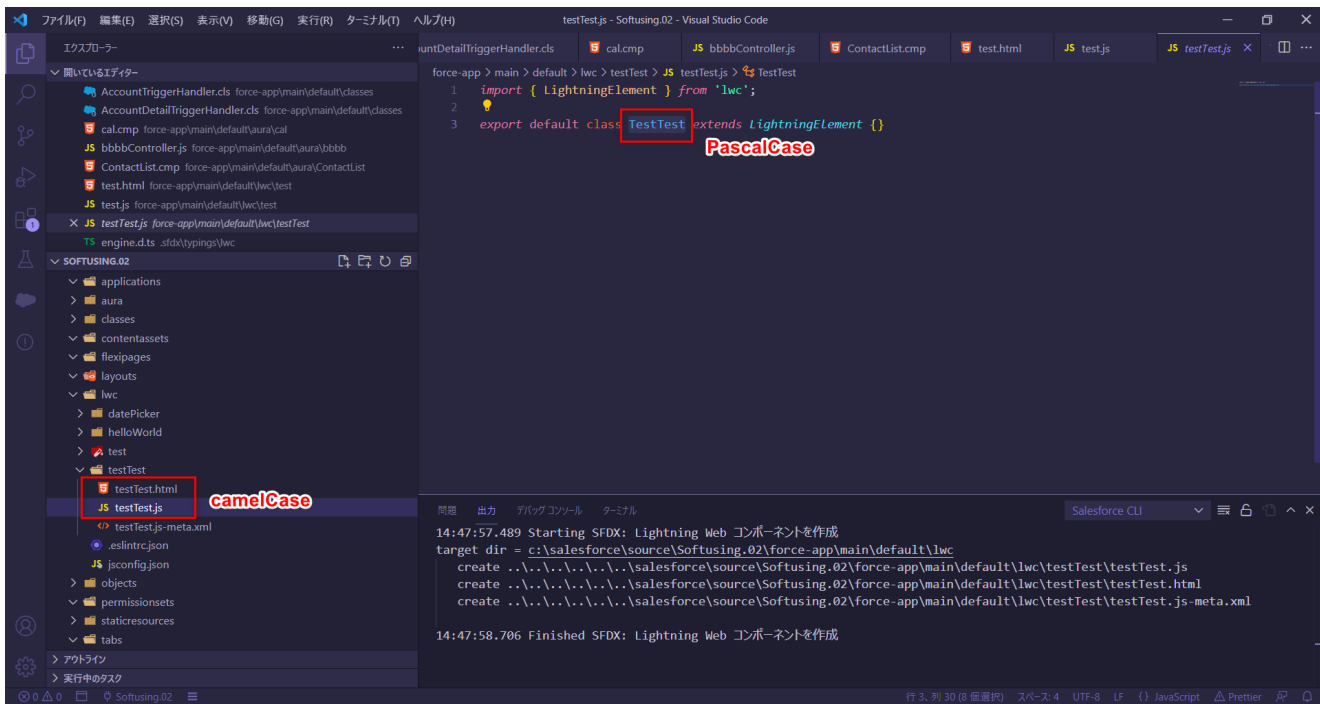 ファイル(F) 編集(E) 選択(S) 表示(V) 移動(G) 実行(R) ターミナル(T) ヘルプ(H) testTest.js - Softusing.02 - Visual Studio Code
エクスプローラー
untDetailTriggerHandler.cls cal.cmp JS bbbbController.js ContactList.cmp test.html JS test.js JS testTest.js
開いているエディター
AccountTriggerHandler.cls force-app\main\default\classes
AccountDetailTriggerHandler.cls force-app\main\default\classes
cal.cmp force-app\main\default\aura\cal
JS bbbbController.js force-app\main\default\aura\bbbb
ContactList.cmp force-app\main\default\aura\ContactList
test.html force-app\main\default\lwc\test
JS test.js force-app\main\default\lwc\test
JS testTest.js force-app\main\default\lwc\testTest
TS engine.d.ts .sfdx\typings\lwc
1
SOFTUSING.02
applications
aura
classes
contentassets
flexipages
layouts
lwc
datePicker
helloWorld
test
testTest
testTest.html
JS testTest.js
camelCase
testTest.js-meta.xml
.eslintrc.json
JS jsconfig.json
objects
permissionsets
staticresources
tabs
アウトライン
実行中のタスク
force-app > main > default > lwc > testTest > JS testTest.js > TestTest
1 import { LightningElement } from 'lwc';
2
3 export default class TestTest extends LightningElement {}
PascalCase
問題 出力 デバッグ コンソール ターミナル Salesforce CLI
14:47:57.489 Starting SFDX: Lightning Web コンポーネントを作成
target dir = c:\salesforce\source\Softusing.02\force-app\main\default\lwc
create ..\..\..\..\..\salesforce\source\Softusing.02\force-app\main\default\lwc\testTest\testTest.js
create ..\..\..\..\..\salesforce\source\Softusing.02\force-app\main\default\lwc\testTest\testTest.html
create ..\..\..\..\..\salesforce\source\Softusing.02\force-app\main\default\lwc\testTest\testTest.js-meta.xml
14:47:58.706 Finished SFDX: Lightning Web コンポーネントを作成
0 0 Softusing.02 行 3、列 30 (8 個選択) スペース: 4 UTF-8 LF {} JavaScript Prettier